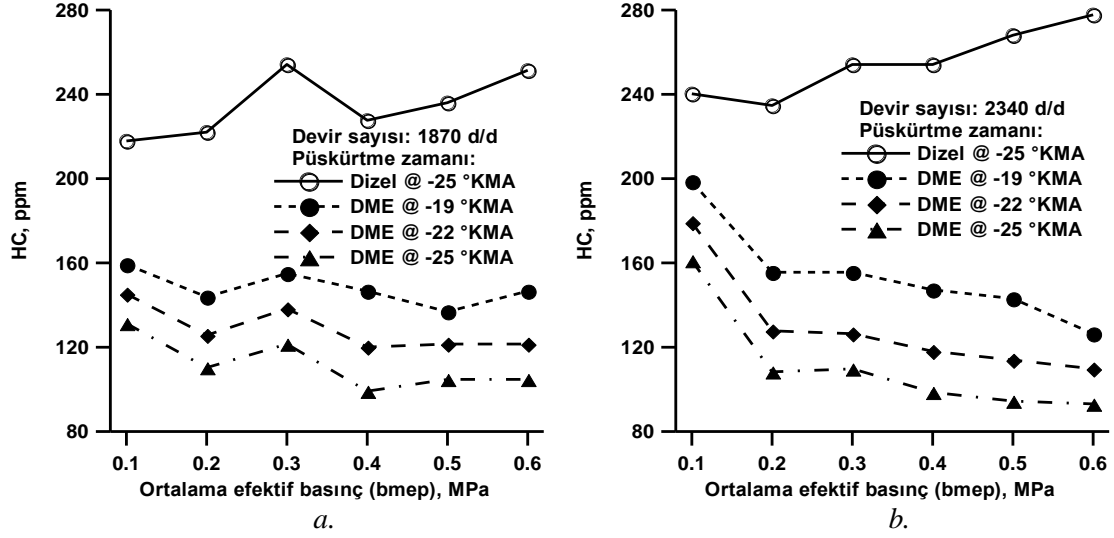 280
240
200
160
120
80
HC, ppm
Devir sayısı: 1870 d/d
Püskürtme zamanı:
Dizel @ -25 °KMA
DME @ -19 °KMA
DME @ -22 °KMA
DME @ -25 °KMA
0.1 0.2 0.3 0.4 0.5 0.6
Ortalama efektif basınç (bmep), MPa
a.
280
240
200
160
120
80
HC, ppm
Devir sayısı: 2340 d/d
Püskürtme zamanı:
Dizel @ -25 °KMA
DME @ -19 °KMA
DME @ -22 °KMA
DME @ -25 °KMA
0.1 0.2 0.3 0.4 0.5 0.6
Ortalama efektif basınç (bmep), MPa
b.